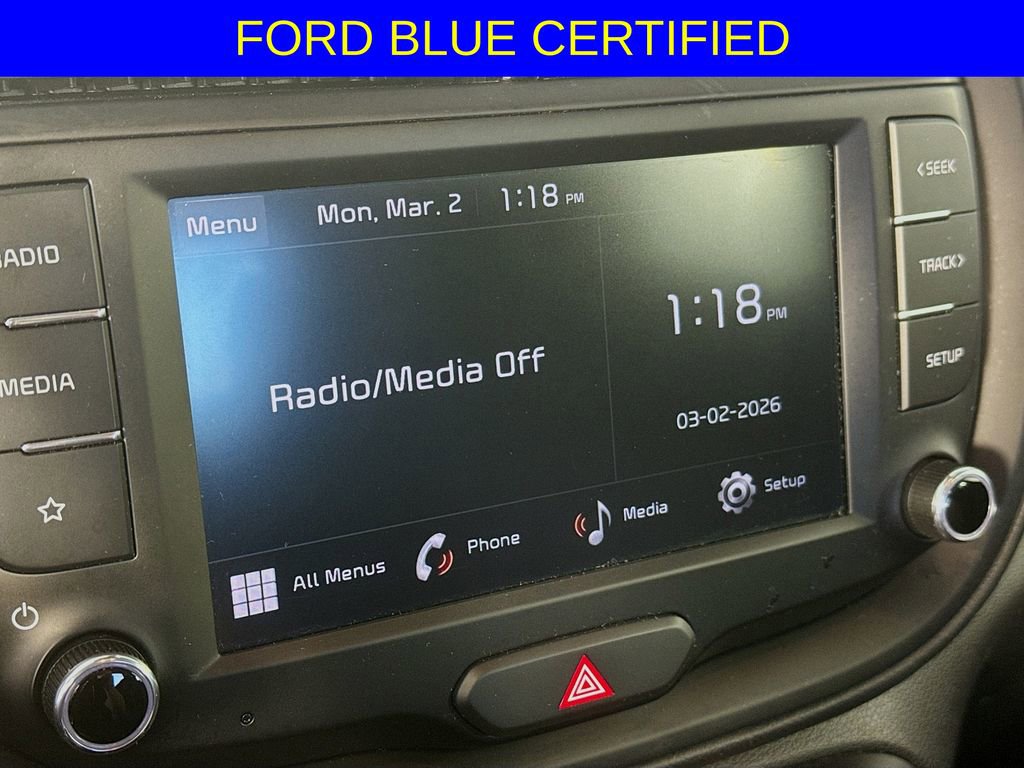 FORD BLUE CERTIFIED
Menu
Mon, Mar. 2
1:18 PM
<SEEK
RADIO
TRACK>
1:18 PM
MEDIA
Radio/Media Off
SETUP
03-02-2026
All Menus
Phone
Media
Setup